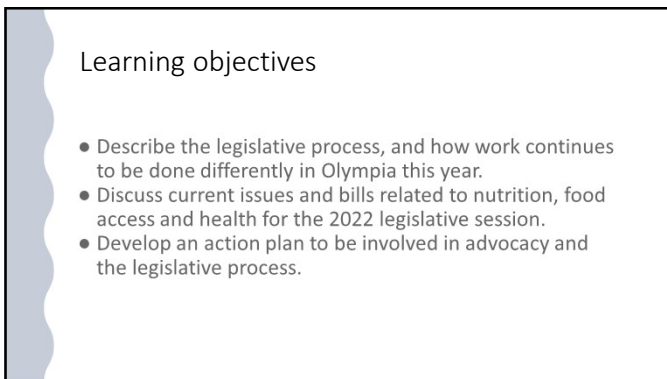 Learning objectives
● Describe the legislative process, and how work continues
to be done differently in Olympia this year.
● Discuss current issues and bills related to nutrition, food
access and health for the 2022 legislative session.
● Develop an action plan to be involved in advocacy and
the legislative process.